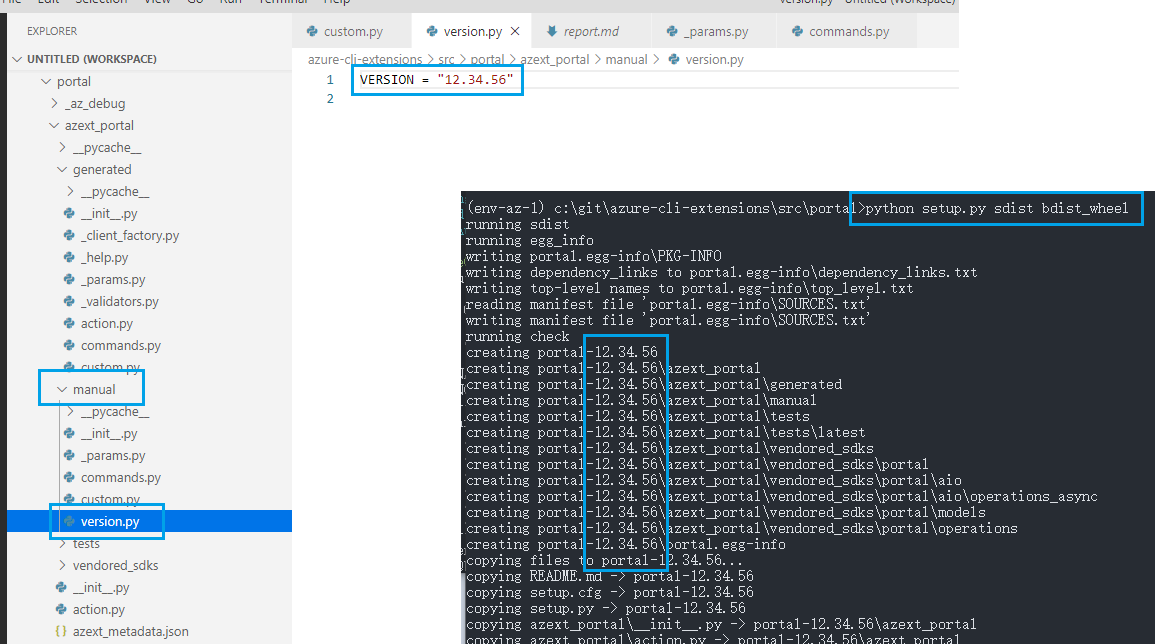 File Edit Selection View Go Run Terminal Help
version.py - Untitled (Workspace)
EXPLORER
UNTITLED (WORKSPACE)
portal
_az_debug
azext_portal
__pycache__
generated
__pycache__
__init__.py
_client_factory.py
_help.py
_params.py
_validators.py
action.py
commands.py
custom.py
manual
__pycache__
__init__.py
_params.py
commands.py
custom.py
version.py
tests
vendored_sdks
__init__.py
action.py
azext_metadata.json
custom.py version.py report.md _params.py commands.py
azure-cli-extensions > src > portal > azext_portal > manual > version.py
1 VERSION = "12.34.56"
2
(env-az-1) c:\git\azure-cli-extensions\src\portal>python setup.py sdist bdist_wheel
running sdist
running egg_info
writing portal.egg-info\PKG-INFO
writing dependency_links to portal.egg-info\dependency_links.txt
writing top-level names to portal.egg-info\top_level.txt
reading manifest file 'portal.egg-info\SOURCES.txt'
writing manifest file 'portal.egg-info\SOURCES.txt'
running check
creating portal-12.34.56
creating portal-12.34.56\azext_portal
creating portal-12.34.56\azext_portal\generated
creating portal-12.34.56\azext_portal\manual
creating portal-12.34.56\azext_portal\tests
creating portal-12.34.56\azext_portal\tests\latest
creating portal-12.34.56\azext_portal\vendored_sdks
creating portal-12.34.56\azext_portal\vendored_sdks\portal
creating portal-12.34.56\azext_portal\vendored_sdks\portal\aio
creating portal-12.34.56\azext_portal\vendored_sdks\portal\aio\operations_async
creating portal-12.34.56\azext_portal\vendored_sdks\portal\models
creating portal-12.34.56\azext_portal\vendored_sdks\portal\operations
creating portal-12.34.56\portal.egg-info
copying files to portal-12.34.56...
copying README.md -> portal-12.34.56
copying setup.cfg -> portal-12.34.56
copying setup.py -> portal-12.34.56
copying azext_portal\__init__.py -> portal-12.34.56\azext_portal
copying azext_portal\action.py -> portal-12.34.56\azext_portal